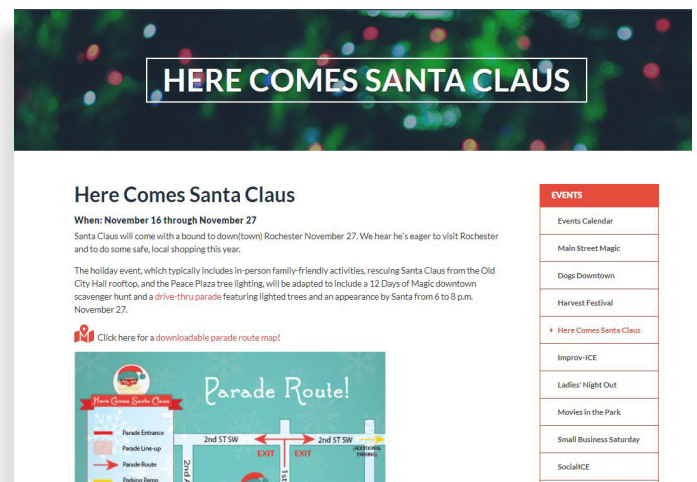 HERE COMES SANTA CLAUS
Here Comes Santa Claus
When: November 16 through November 27
Santa Claus will come with a bound to down(town) Rochester November 27. We hear he's eager to visit Rochester
and to do some safe, local shopping this year.
The holiday event, which typically includes in-person family-friendly activities, rescuing Santa Claus from the Old
City Hall rooftop, and the Peace Plaza tree lighting, will be adapted to include a 12 Days of Magic downtown
scavenger hunt and a drive-thru parade featuring lighted trees and an appearance by Santa from 6 to 8 p.m.
November 27.
Click here for a downloadable parade route map!
Here Comes Santa Claus
Parade Route!
Parade Entrance
Parade Line-up
Parade Route
Parking Ramp
2nd ST SW
2nd ST SW
EXIT
EXIT
(ADDITIONAL
PARKING)
2nd A
1st
EVENTS
Events Calendar
Main Street Magic
Dogs Downtown
Harvest Festival
Here Comes Santa Claus
Improv-ICE
Ladies' Night Out
Movies in the Park
Small Business Saturday
SocialICE